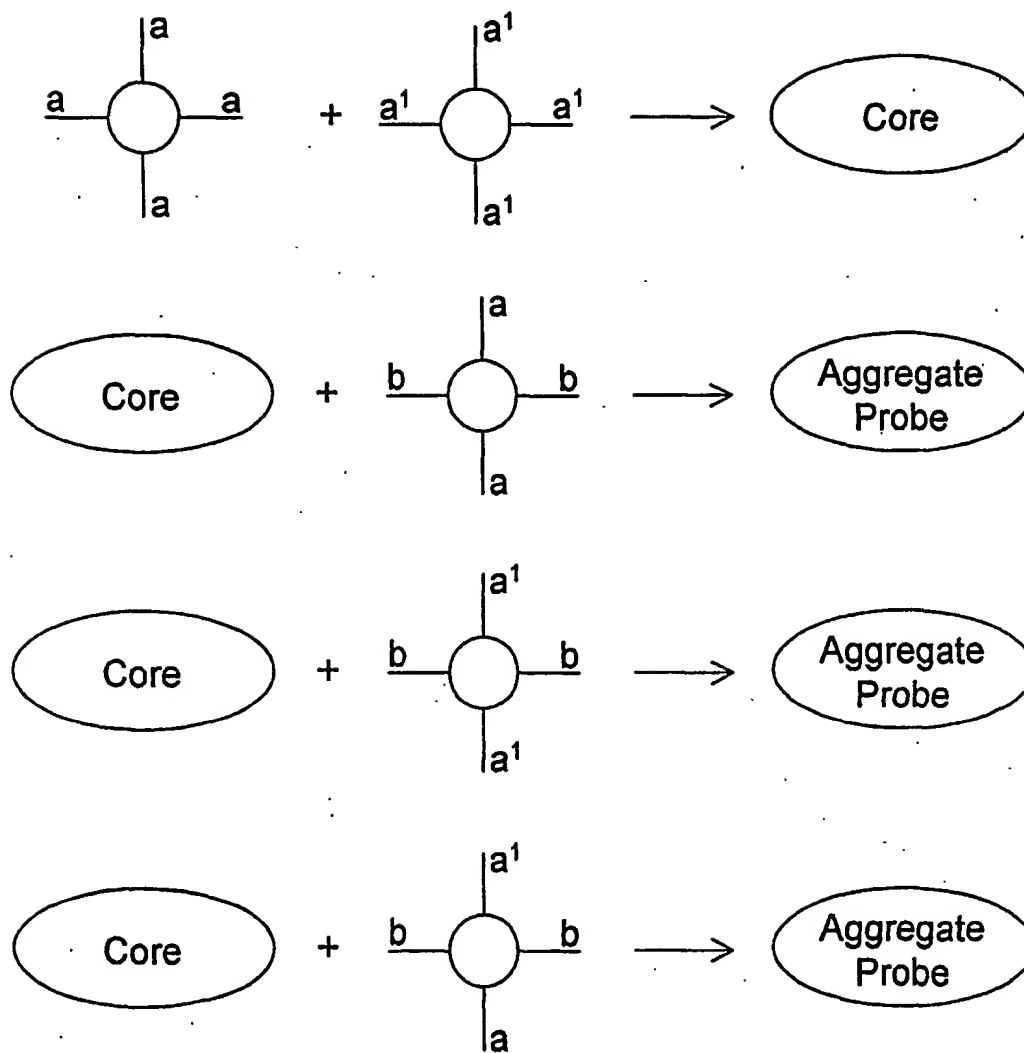 a a¹
a a + a¹ a¹ Core
a a¹
a
Core + b b Aggregate
Probe
a
a¹
Core + b b Aggregate
Probe
a¹
a¹
Core + b b Aggregate
Probe
a